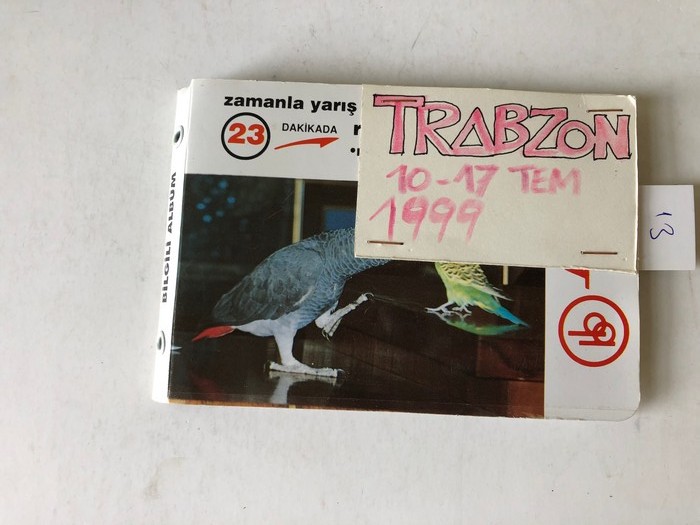 zamanla yarış
23
DAKİKADA
TRABZON
10-17 TEM
1999
13
BİLGİLİ ALBUM